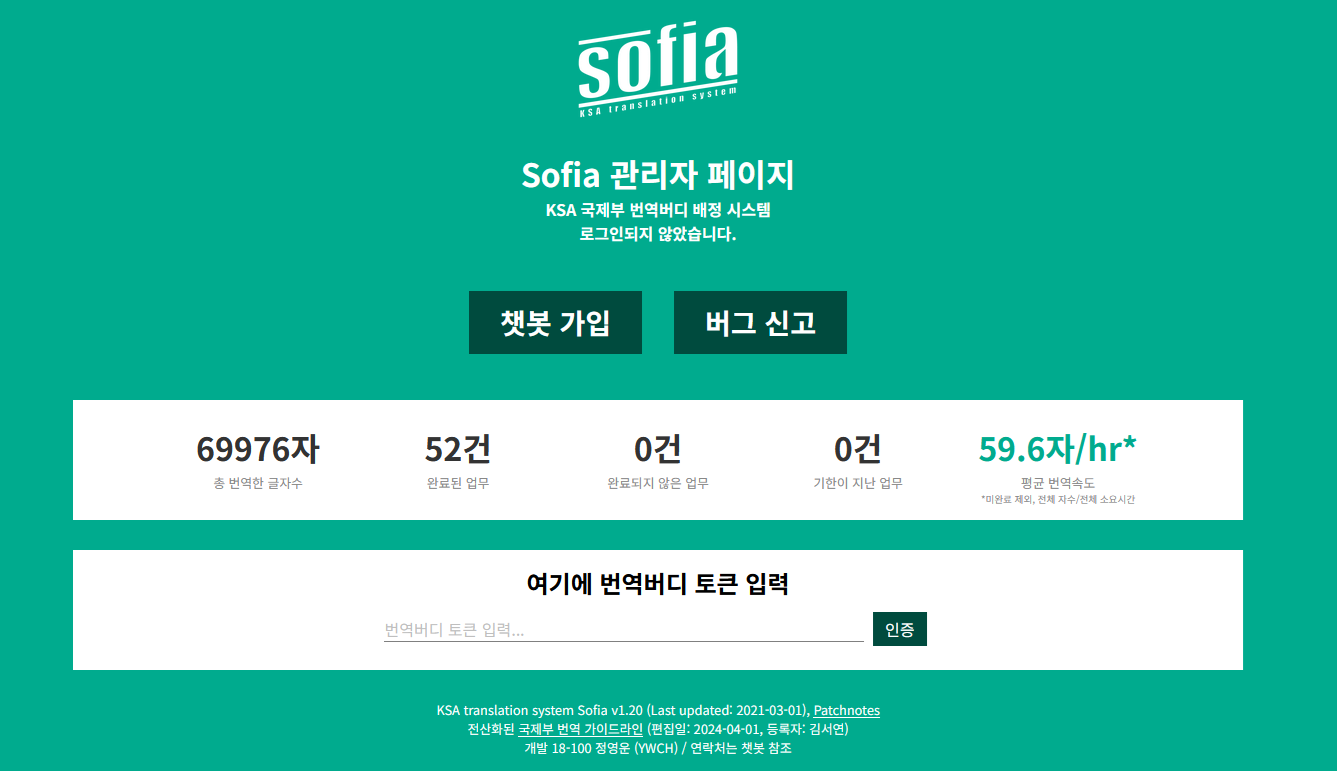 sofia
KSA translation system
Sofia 관리자 페이지
KSA 국제부 번역버디 배정 시스템
로그인되지 않았습니다.
챗봇 가입
버그 신고
69976자
총 번역한 글자수
52건
완료된 업무
0건
완료되지 않은 업무
0건
기한이 지난 업무
59.6자/hr*
평균 번역속도
*미완료 제외, 전체 자수/전체 소요시간
여기에 번역버디 토큰 입력
번역버디 토큰 입력...
인증
KSA translation system Sofia v1.20 (Last updated: 2021-03-01), Patchnotes
전산화된 국제부 번역 가이드라인 (편집일: 2024-04-01, 등록자: 김서연)
개발 18-100 정영운 (YWCH) / 연락처는 챗봇 참조